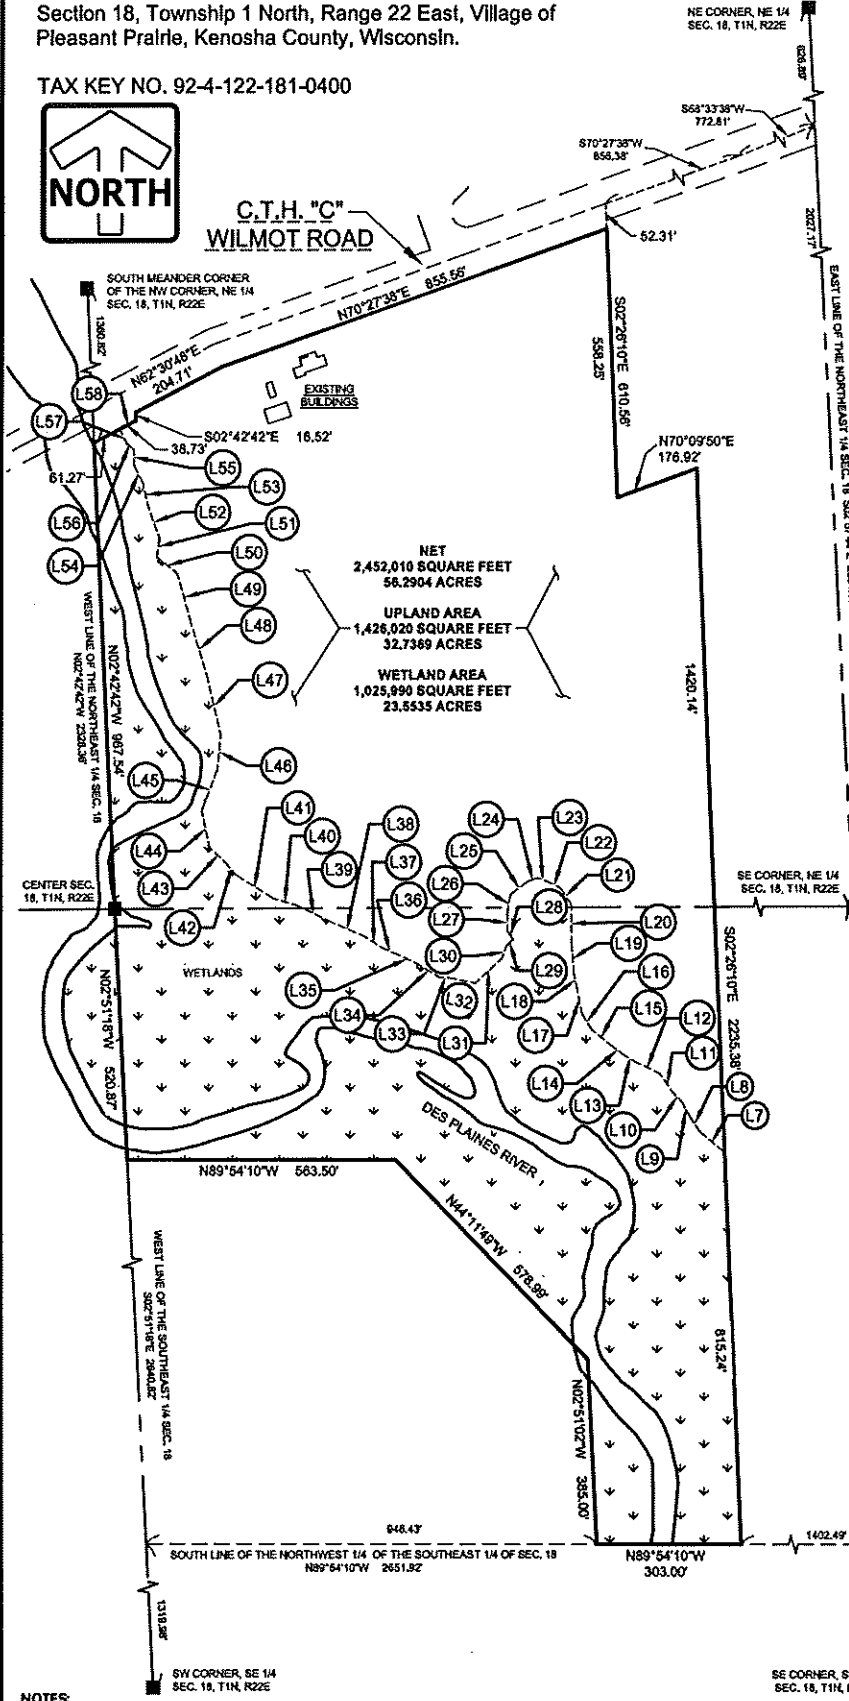 Section 18, Township 1 North, Range 22 East, Village of
Pleasant Prairie, Kenosha County, Wisconsin.
TAX KEY NO. 92-4-122-181-0400
NORTH
NE CORNER, NE 1/4
SEC. 18, T1N, R22E
626.89'
S68°33'38"W
772.81'
S70°27'38"W
856.38'
C.T.H. "C"
WILMOT ROAD
52.31'
2027.17'
EAST LINE OF THE NORTHEAST 1/4 SEC. 18
SOUTH MEANDER CORNER
OF THE NW CORNER, NE 1/4
SEC. 18, T1N, R22E
1360.82'
N70°27'38"E 855.56'
N62°30'48"E
204.71'
EXISTING
BUILDINGS
S02°26'10"E 610.56'
558.25'
L58
L57
S02°42'42"E 16.52'
38.73'
61.27'
N70°09'50"E
176.92'
L55
L53
L56
L52
L51
L54
L50
L49
L48
L47
L46
L45
NET
2,452,010 SQUARE FEET
56.2904 ACRES
UPLAND AREA
1,426,020 SQUARE FEET
32.7369 ACRES
WETLAND AREA
1,025,990 SQUARE FEET
23.5535 ACRES
WEST LINE OF THE NORTHEAST 1/4 SEC. 18
N02°42'42"W 2328.36'
N02°42'42"W 967.54'
1420.14'
L41
L40
L38
L24
L23
L22
L25
L21
L44
L39
L37
L26
L28
L43
L36
L27
L20
L42
L30
L19
CENTER SEC.
18, T1N, R22E
SE CORNER, NE 1/4
SEC. 18, T1N, R22E
WETLANDS
L35
L29
L16
L32
L18
L15
L34
L12
L33
L31
L17
L11
L14
L8
L13
L10
L7
L9
N02°51'18"W 520.87'
S02°26'10"E 2235.38'
DES PLAINES RIVER
N89°54'10"W 563.50'
N44°11'49"W 578.99'
WEST LINE OF THE SOUTHEAST 1/4 SEC. 18
S02°51'18"E 2640.82'
815.24'
N02°51'02"W 385.00'
946.43'
1402.49'
SOUTH LINE OF THE NORTHWEST 1/4 OF THE SOUTHEAST 1/4 OF SEC. 18
N89°54'10"W 2651.92'
N89°54'10"W
303.00'
1319.98'
SW CORNER, SE 1/4
SEC. 18, T1N, R22E
SE CORNER, S
SEC. 18, T1N,
NOTES: